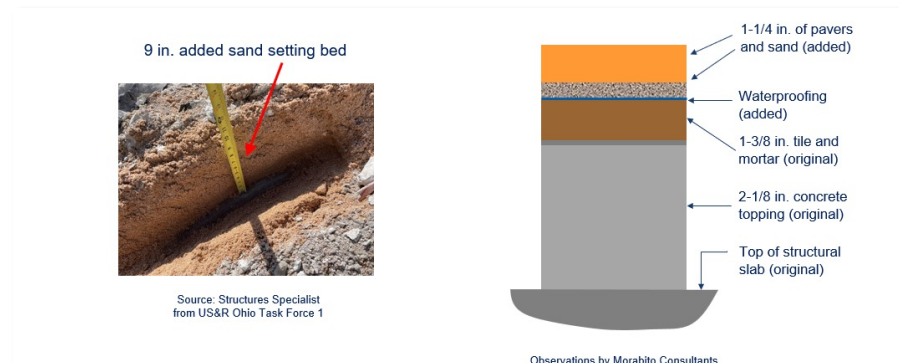 9 in. added sand setting bed
Source: Structures Specialist
from US&R Ohio Task Force 1
1-1/4 in. of pavers
and sand (added)
Waterproofing
(added)
1-3/8 in. tile and
mortar (original)
2-1/8 in. concrete
topping (original)
Top of structural
slab (original)
Observations by Morabito Consultants